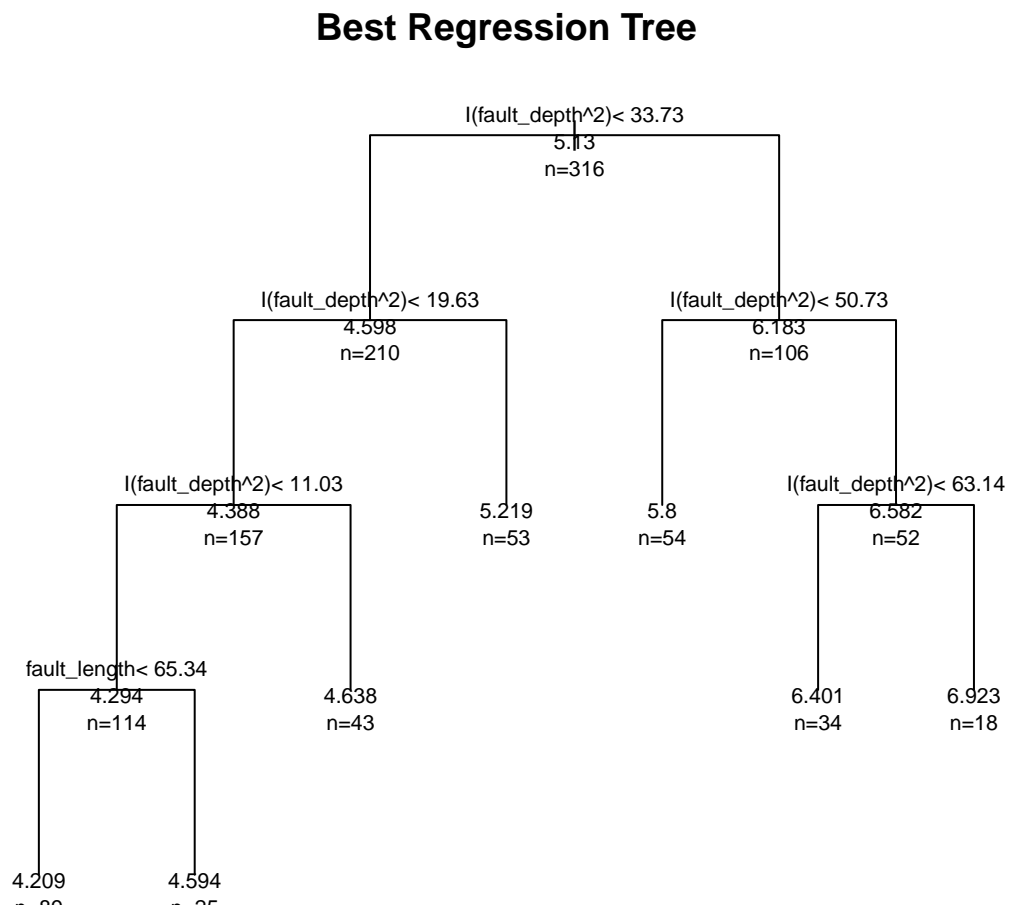 Best Regression Tree
I(fault_depth^2)< 33.73
5.13
n=316
I(fault_depth^2)< 19.63
4.598
n=210
I(fault_depth^2)< 50.73
6.183
n=106
I(fault_depth^2)< 11.03
4.388
n=157
5.219
n=53
5.8
n=54
I(fault_depth^2)< 63.14
6.582
n=52
fault_length< 65.34
4.294
n=114
4.638
n=43
6.401
n=34
6.923
n=18
4.209
4.594